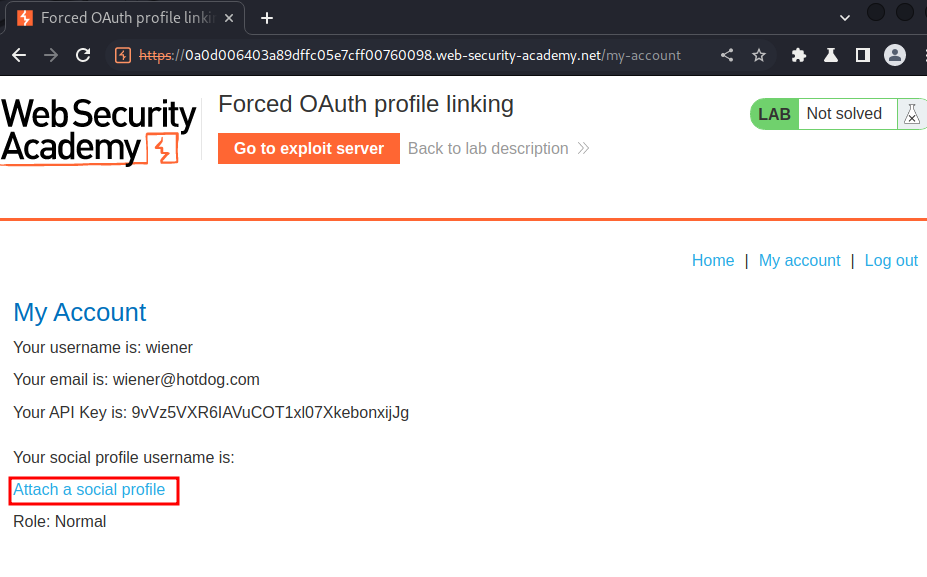 Forced OAuth profile linkin
https://0a0d006403a89dffc05e7cff00760098.web-security-academy.net/my-account
Web Security
Academy
Forced OAuth profile linking
Go to exploit server
Back to lab description
LAB Not solved
Home | My account | Log out
My Account
Your username is: wiener
Your email is: wiener@hotdog.com
Your API Key is: 9vVz5VXR6IAVuCOT1xl07XkebonxijJg
Your social profile username is:
Attach a social profile
Role: Normal